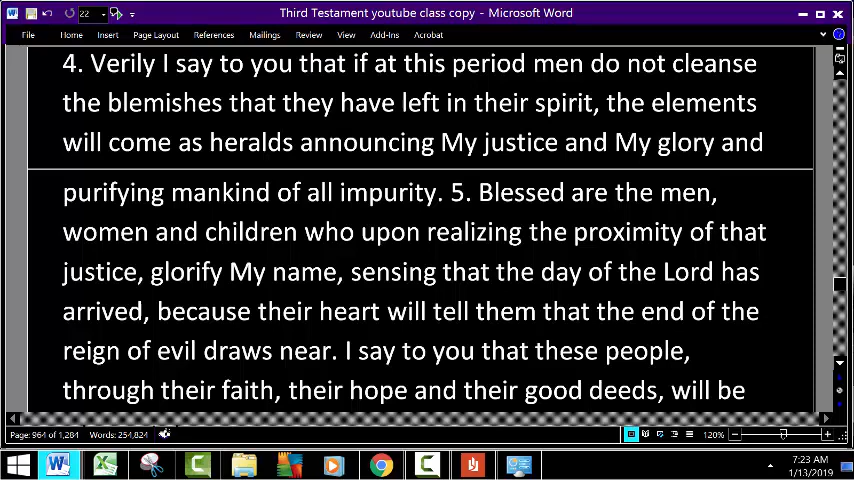 22
Third Testament youtube class copy - Microsoft Word
File Home Insert Page Layout References Mailings Review View Add-Ins Acrobat
4. Verily I say to you that if at this period men do not cleanse
the blemishes that they have left in their spirit, the elements
will come as heralds announcing My justice and My glory and
purifying mankind of all impurity. 5. Blessed are the men,
women and children who upon realizing the proximity of that
justice, glorify My name, sensing that the day of the Lord has
arrived, because their heart will tell them that the end of the
reign of evil draws near. I say to you that these people,
through their faith, their hope and their good deeds, will be
Page: 964 of 1,284 Words: 254,824 120%
7:23 AM
1/13/2019